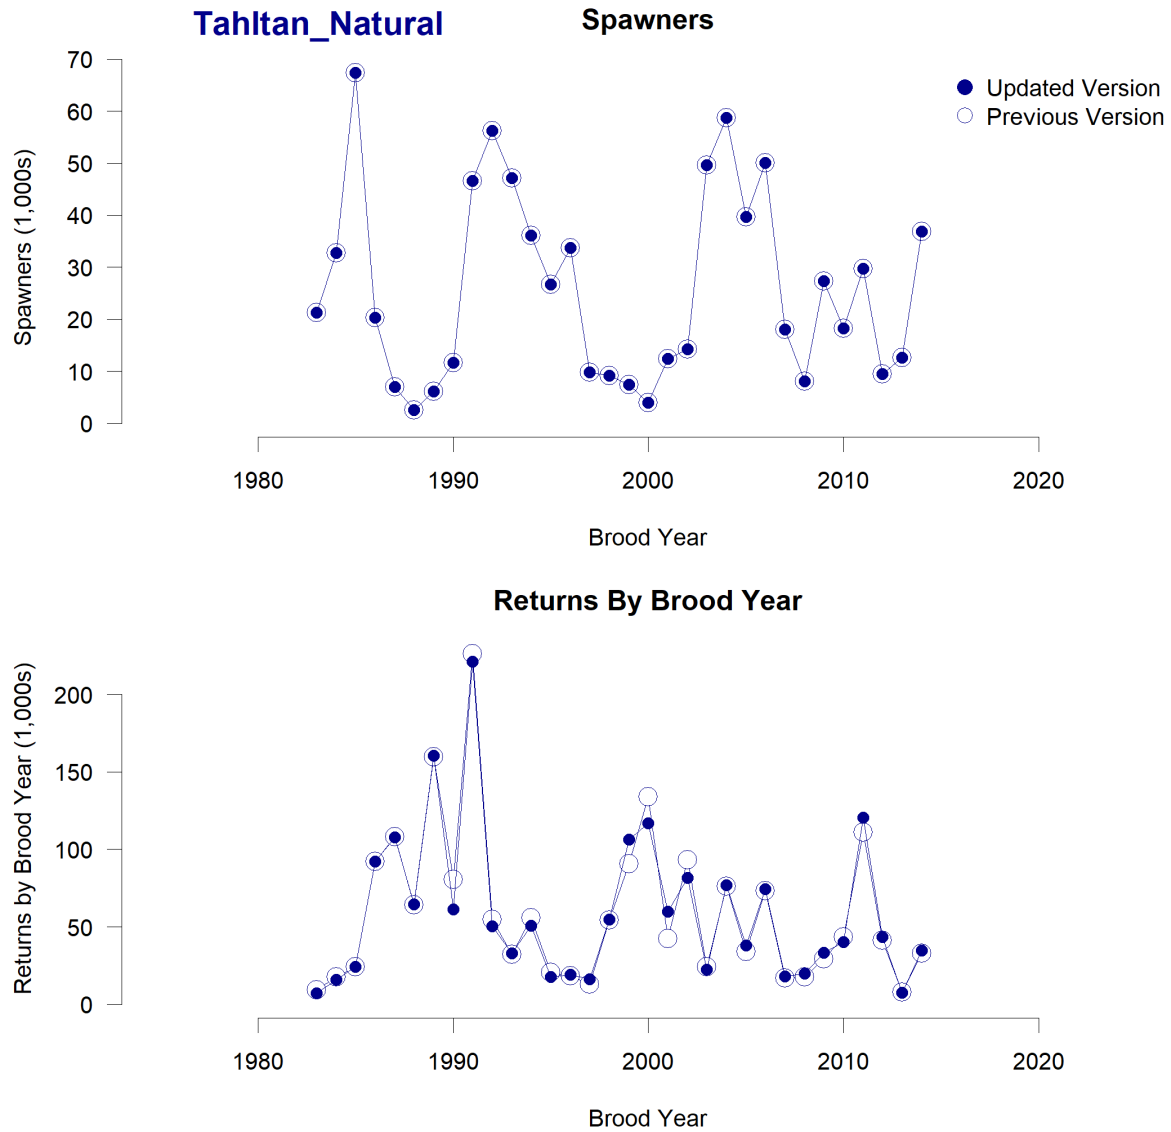 Tahltan_Natural
Spawners
Updated Version
Previous Version
Spawners (1,000s)
70
60
50
40
30
20
10
0
1980 1990 2000 2010 2020
Brood Year
Returns By Brood Year
Returns by Brood Year (1,000s)
200
150
100
50
0
1980 1990 2000 2010 2020
Brood Year